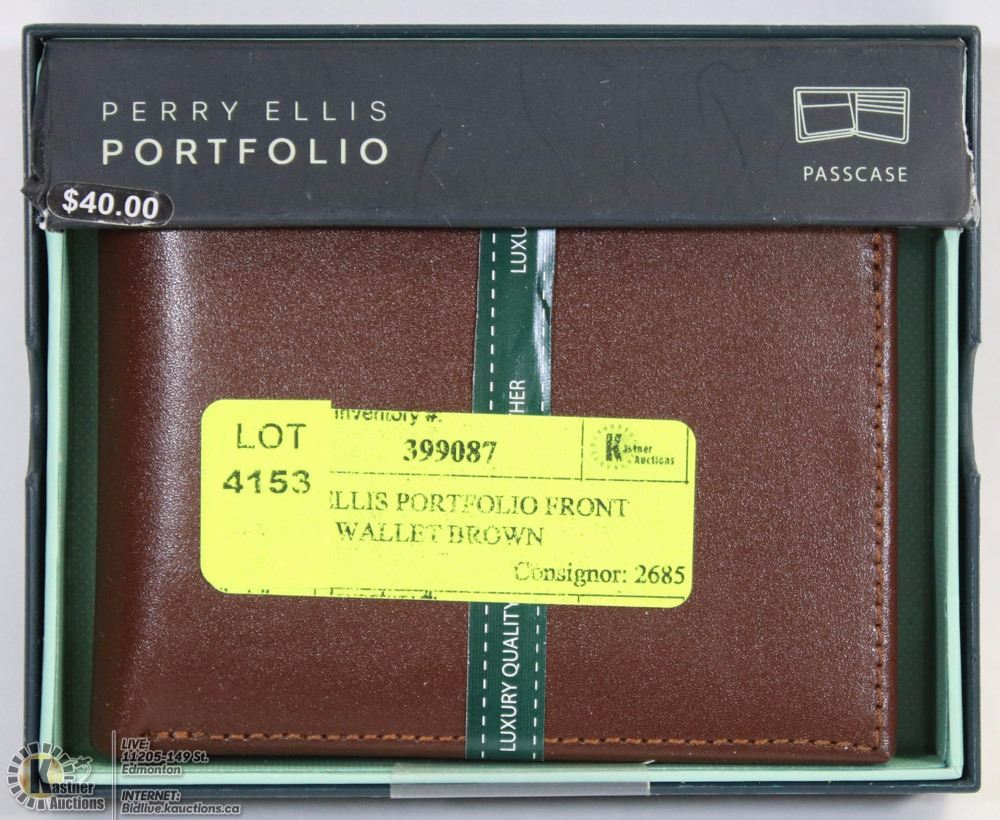 PERRY ELLIS
PORTFOLIO
PASSCASE
$40.00
LUXU
HER
Inventory #:
LOT
4153
399087
Kastner
Auctions
ELLIS PORTFOLIO FRONT
WALLET BROWN
Consignor: 2685
LUXURY QUALITY
Kastner
Auctions
LIVE:
11205-149 St.
Edmonton
INTERNET:
Bidlive.kauctions.ca